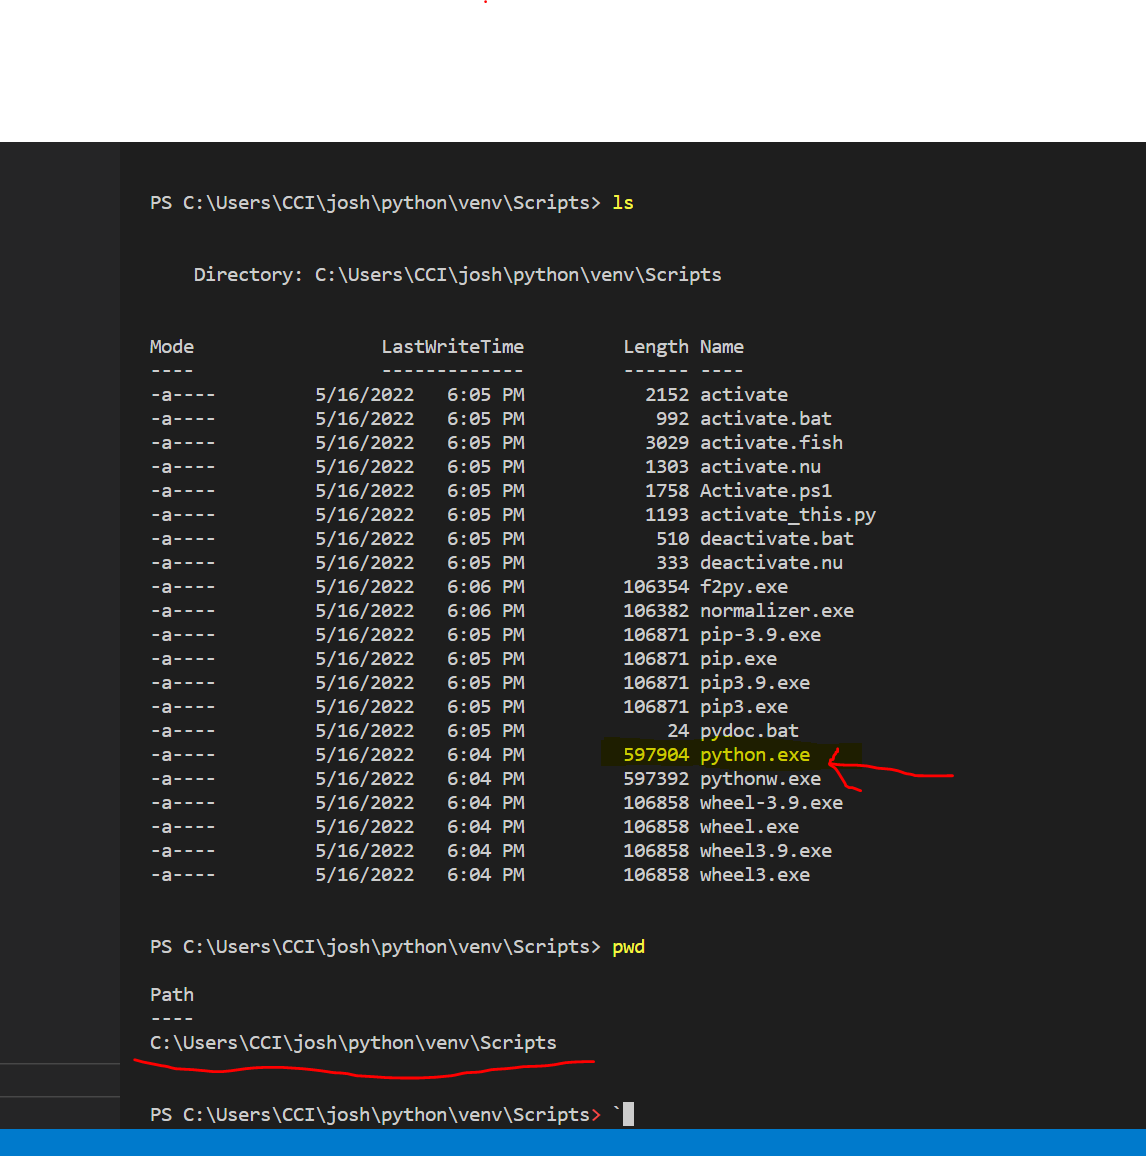 PS C:\Users\CCI\josh\python\venv\Scripts> ls
Directory: C:\Users\CCI\josh\python\venv\Scripts
Mode LastWriteTime Length Name
---- ------------- ------ ----
-a---- 5/16/2022 6:05 PM 2152 activate
-a---- 5/16/2022 6:05 PM 992 activate.bat
-a---- 5/16/2022 6:05 PM 3029 activate.fish
-a---- 5/16/2022 6:05 PM 1303 activate.nu
-a---- 5/16/2022 6:05 PM 1758 Activate.ps1
-a---- 5/16/2022 6:05 PM 1193 activate_this.py
-a---- 5/16/2022 6:05 PM 510 deactivate.bat
-a---- 5/16/2022 6:05 PM 333 deactivate.nu
-a---- 5/16/2022 6:06 PM 106354 f2py.exe
-a---- 5/16/2022 6:06 PM 106382 normalizer.exe
-a---- 5/16/2022 6:05 PM 106871 pip-3.9.exe
-a---- 5/16/2022 6:05 PM 106871 pip.exe
-a---- 5/16/2022 6:05 PM 106871 pip3.9.exe
-a---- 5/16/2022 6:05 PM 106871 pip3.exe
-a---- 5/16/2022 6:05 PM 24 pydoc.bat
-a---- 5/16/2022 6:04 PM 597904 python.exe
-a---- 5/16/2022 6:04 PM 597392 pythonw.exe
-a---- 5/16/2022 6:04 PM 106858 wheel-3.9.exe
-a---- 5/16/2022 6:04 PM 106858 wheel.exe
-a---- 5/16/2022 6:04 PM 106858 wheel3.9.exe
-a---- 5/16/2022 6:04 PM 106858 wheel3.exe
PS C:\Users\CCI\josh\python\venv\Scripts> pwd
Path
----
C:\Users\CCI\josh\python\venv\Scripts
PS C:\Users\CCI\josh\python\venv\Scripts> `